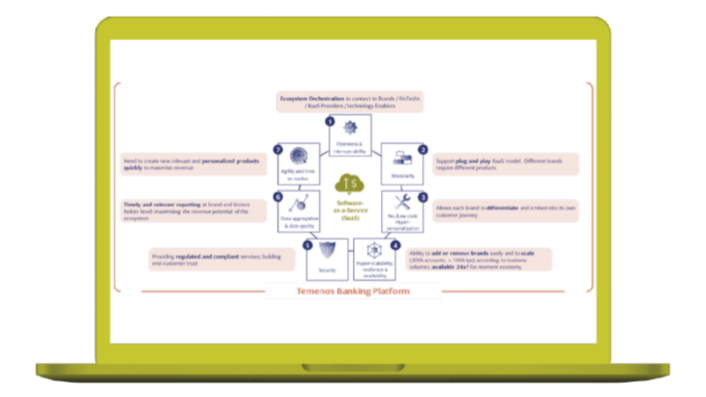 Ecosystem Orchestration to connect to Brands / FinTechs
/ BaaS Providers / technology Enablers
1
Openness &
interoperability
7
Agility and time
to market
Need to create new relevant and personalized products
quickly to maximize revenue
2
Modularity
Support plug and play SaaS model. Different brands
require different products
Software-
as-a-Service
(SaaS)
6
Data aggregation
& data quality
Timely and relevant reporting at brand and licence
holder level maximising the revenue potential of the
ecosystem
3
No/Low code
Hyper-
personalization
Allows each brand to differentiate and embed into its own
customer journey
5
Security
Providing regulated and compliant services building
end-customer trust
4
Hyper-scalability,
resilience &
availability
Ability to add or remove brands easily and to scale
according to business
volumes available 24x7 for moment economy
Temenos Banking Platform